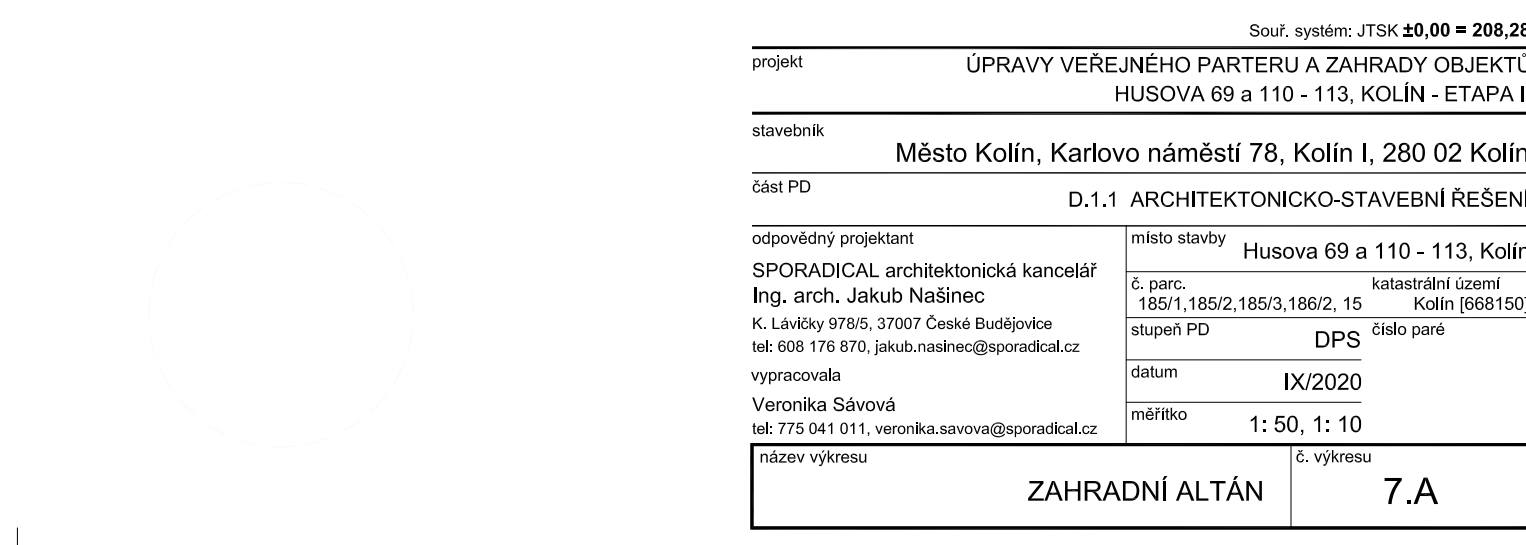 Souř. systém: JTSK ±0,00 = 208,28
projekt
ÚPRAVY VEŘEJNÉHO PARTERU A ZAHRADY OBJEKTŮ
HUSOVA 69 a 110 - 113, KOLÍN - ETAPA I
stavebník
Město Kolín, Karlovo náměstí 78, Kolín I, 280 02 Kolín
část PD
D.1.1 ARCHITEKTONICKO-STAVEBNÍ ŘEŠENÍ
odpovědný projektant
SPORADICAL architektonická kancelář
Ing. arch. Jakub Našinec
K. Lávičky 978/5, 37007 České Budějovice
tel: 608 176 870, jakub.nasinec@sporadical.cz
vypracovala
Veronika Sávová
tel: 775 041 011, veronika.savova@sporadical.cz
místo stavby Husova 69 a 110 - 113, Kolín
č. parc.
185/1,185/2,185/3,186/2, 15
katastrální území
Kolín [668150]
stupeň PD DPS
číslo paré
datum IX/2020
měřítko 1: 50, 1: 10
název výkresu
ZAHRADNÍ ALTÁN
č. výkresu
7.A